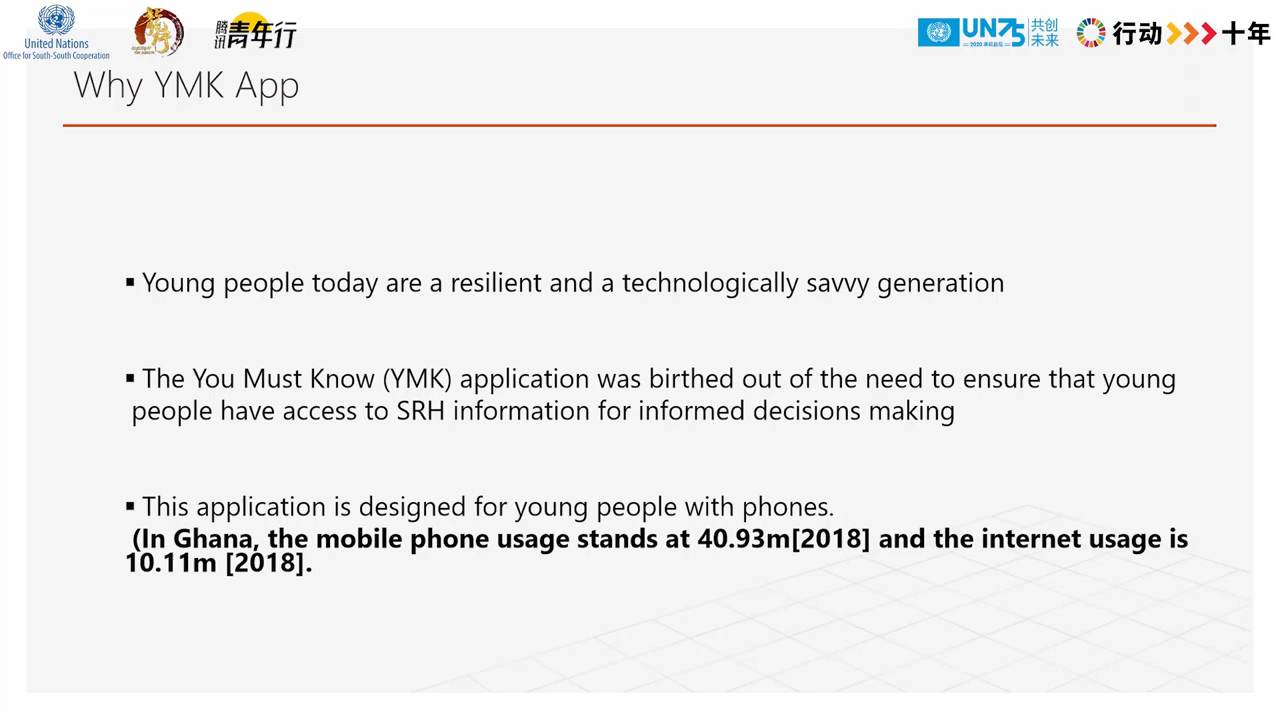 United Nations
Office for South-South Cooperation
腾讯青年行
UN75
2020 及以后
共创
未来
行动 十年
Why YMK App
▪ Young people today are a resilient and a technologically savvy generation
▪ The You Must Know (YMK) application was birthed out of the need to ensure that young
people have access to SRH information for informed decisions making
▪ This application is designed for young people with phones.
(In Ghana, the mobile phone usage stands at 40.93m[2018] and the internet usage is
10.11m [2018].